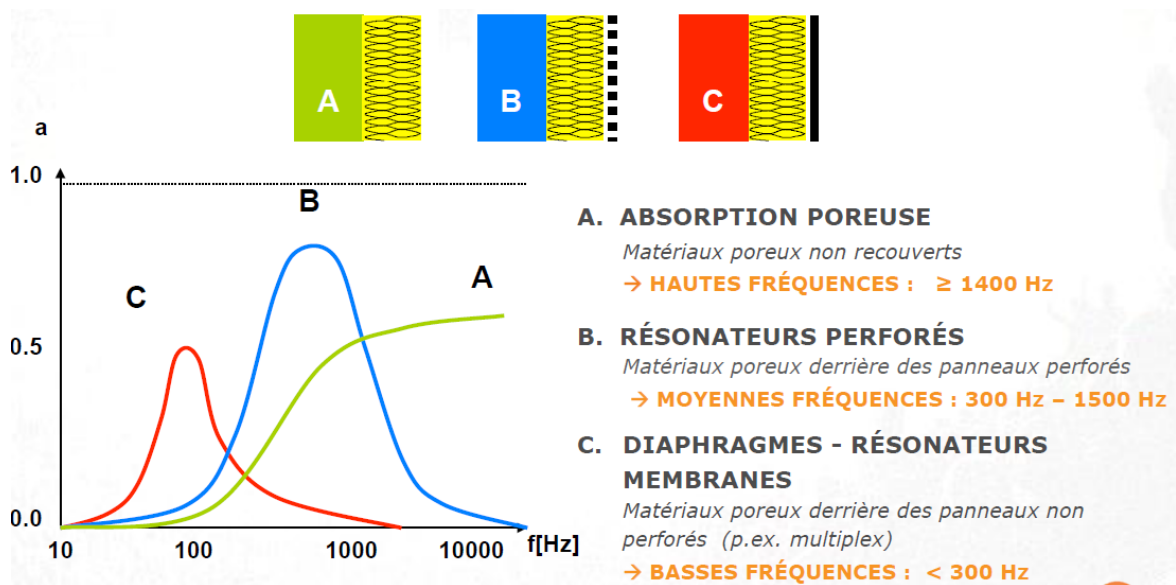 A
B
C
a
1.0
B
A
C
0.5
0.0
10
100
1000
10000
f[Hz]
A. ABSORPTION POREUSE
Matériaux poreux non recouverts
→ HAUTES FRÉQUENCES : ≥ 1400 Hz
B. RÉSONATEURS PERFORÉS
Matériaux poreux derrière des panneaux perforés
→ MOYENNES FRÉQUENCES : 300 Hz – 1500 Hz
C. DIAPHRAGMES - RÉSONATEURS
MEMBRANES
Matériaux poreux derrière des panneaux non
perforés (p.ex. multiplex)
→ BASSES FRÉQUENCES : < 300 Hz